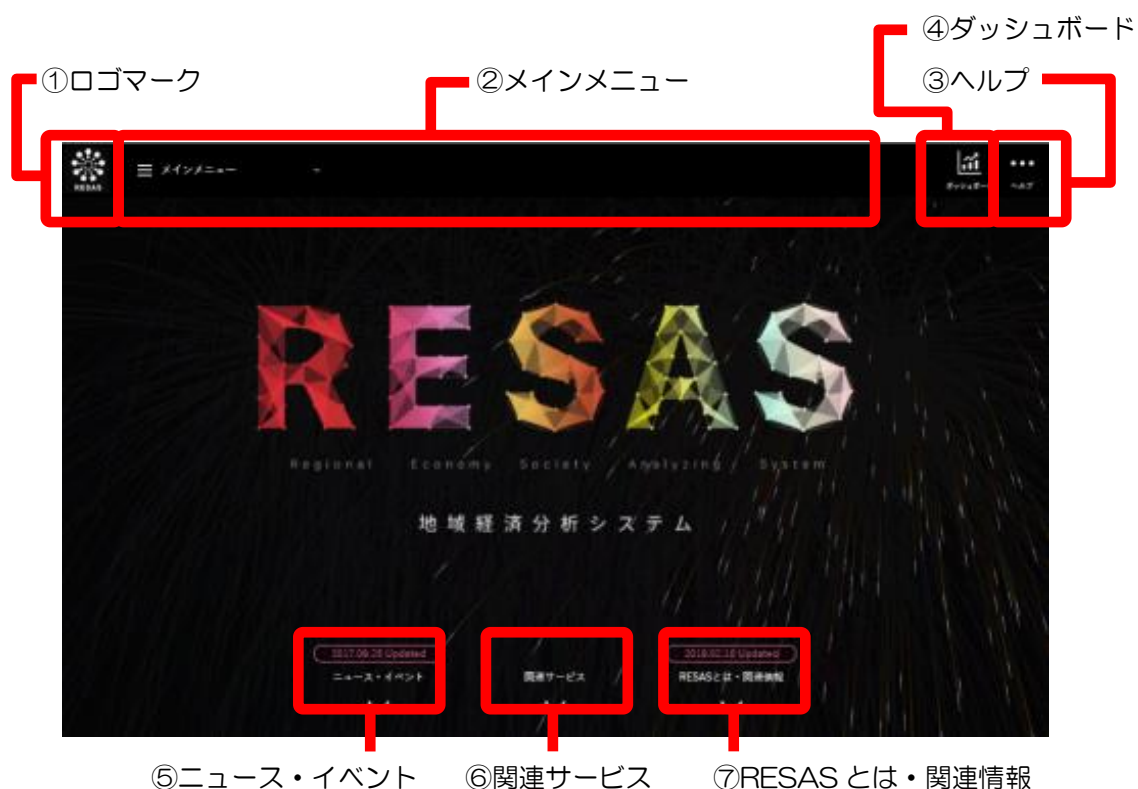 ④ダッシュボード
①ロゴマーク
②メインメニュー
③ヘルプ
RESAS
メインメニュー
ダッシュボード
ヘルプ
RESAS
Regional Economy Society Analyzing System
地域経済分析システム
2017.09.28 Updated
ニュース・イベント
関連サービス
RESASとは・関連情報
⑤ニュース・イベント
⑥関連サービス
⑦RESAS とは・関連情報